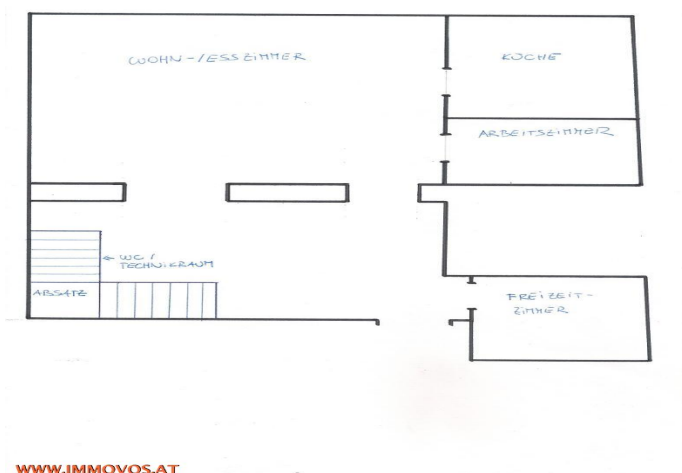 WOHN-/ESSZIMMER
KÜCHE
ARBEITSZIMMER
← WC/
TECHNIKRAUM
ABSATZ
FREIZEIT-
ZIMMER
WWW.IMMOVOS.AT